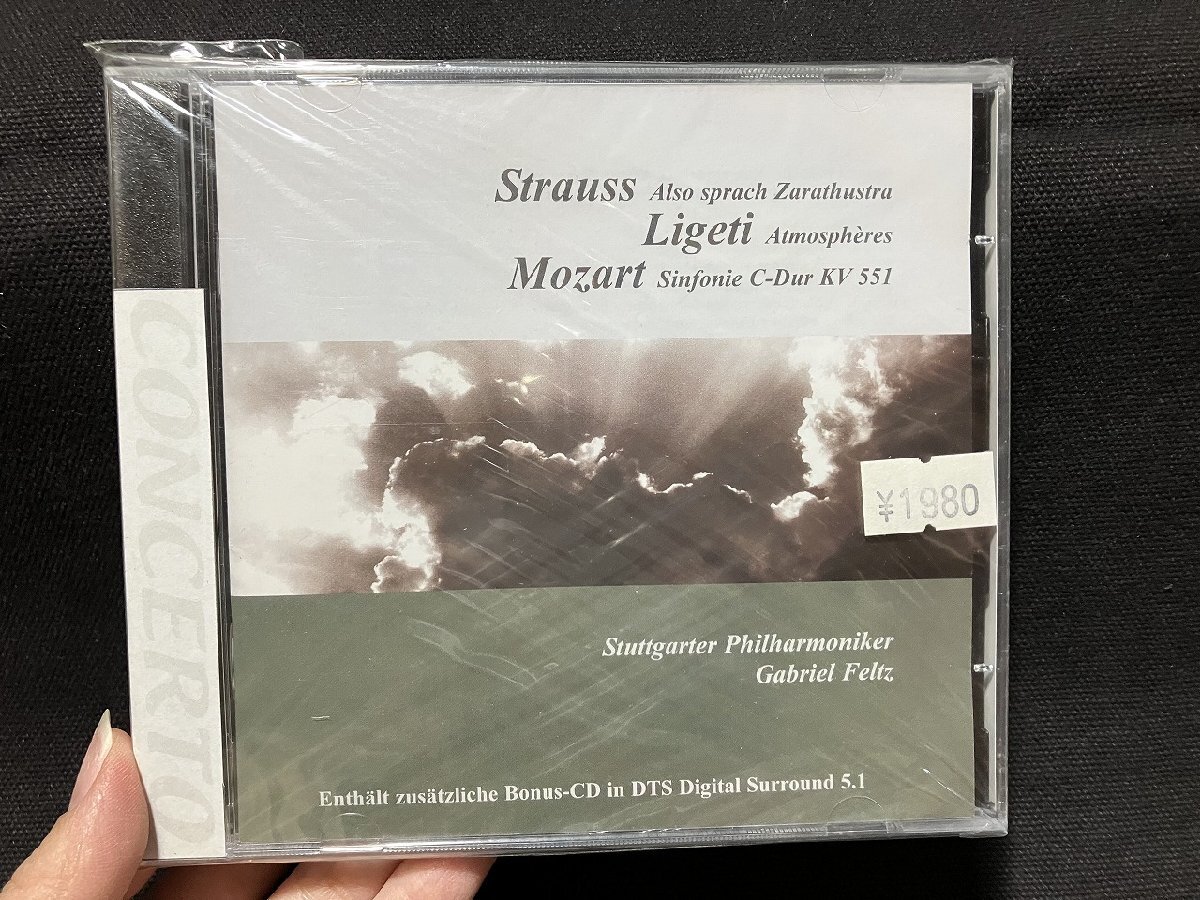 Strauss Also sprach Zarathustra
Ligeti Atmosphères
Mozart Sinfonie C-Dur KV 551
¥1980
Stuttgarter Philharmoniker
Gabriel Feltz
Enthält zusätzliche Bonus-CD in DTS Digital Surround 5.1
CONCERTO